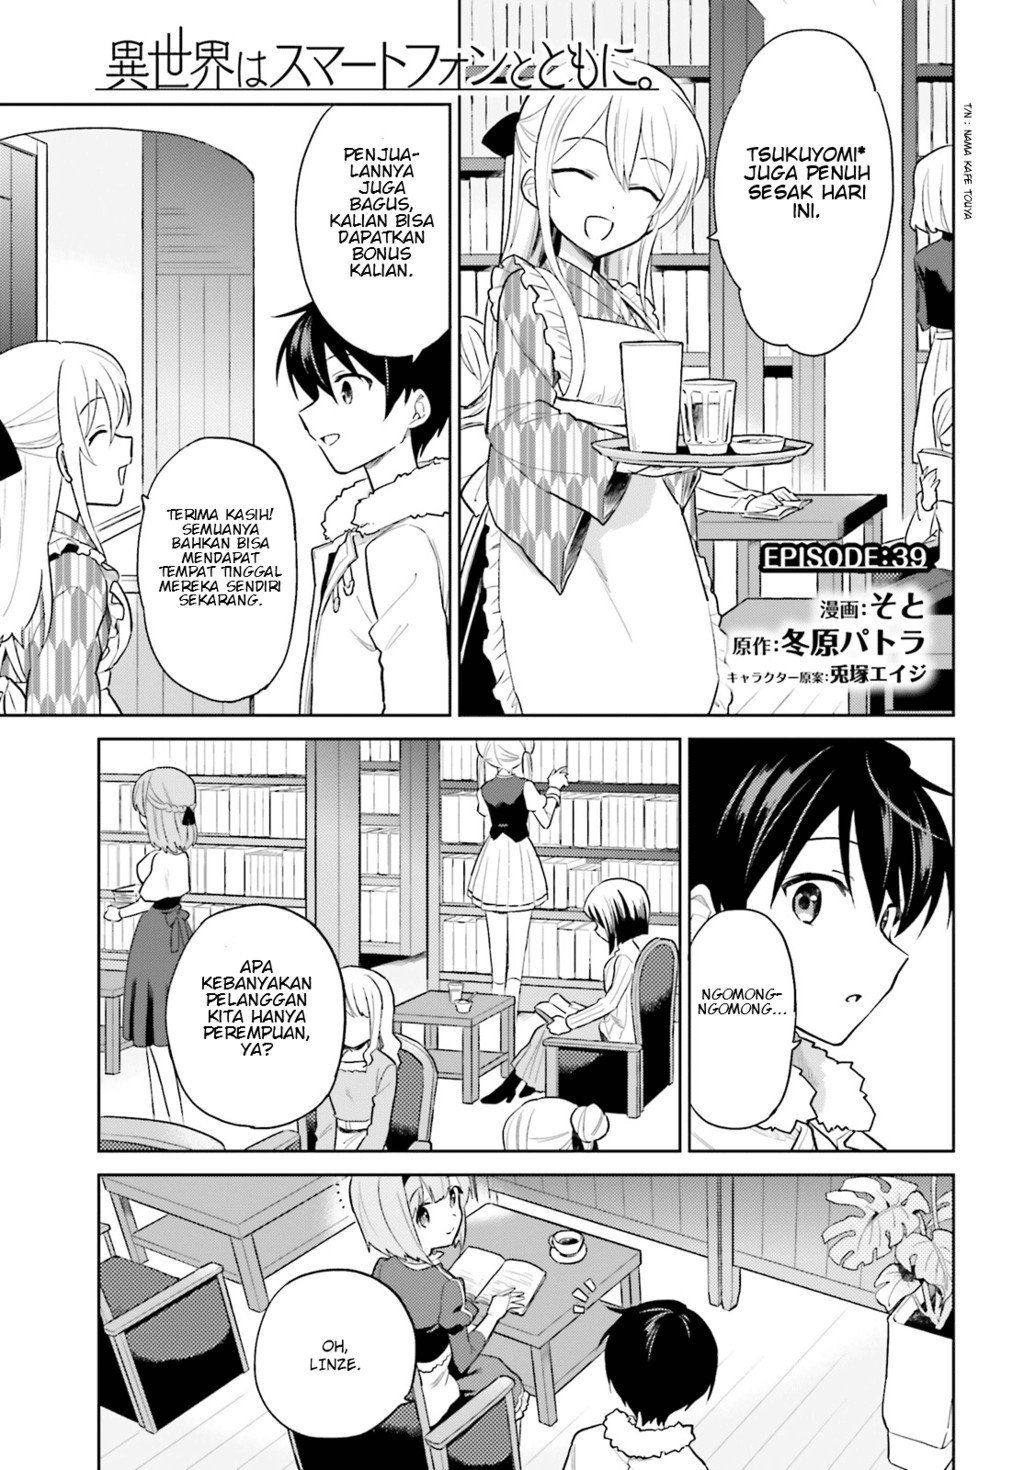 異世界はスマートフォンとともに。
T/N : NAMA KAFE TOUYA
TSUKUYOMI*
JUGA PENUH
SESAK HARI
INI.
PENJUA-
LANNYA
JUGA
BAGUS,
KALIAN BISA
DAPATKAN
BONUS
KALIAN.
TERIMA KASIH!
SEMUANYA
BAHKAN BISA
MENDAPAT
TEMPAT TINGGAL
MEREKA SENDIRI
SEKARANG.
EPISODE:39
漫画:そと
原作:冬原パトラ
キャラクター原案:兎塚エイジ
NGOMONG-
NGOMONG...
APA
KEBANYAKAN
PELANGGAN
KITA HANYA
PEREMPUAN,
YA?
OH,
LINZE.